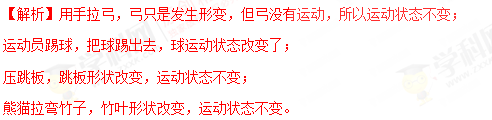 【解析】用手拉弓，弓只是发生形变，但弓没有运动，所以运动状态不变；
运动员踢球，把球踢出去，球运动状态改变了；
压跳板，跳板形状改变，运动状态不变；
熊猫拉弯竹子，竹叶形状改变，运动状态不变。